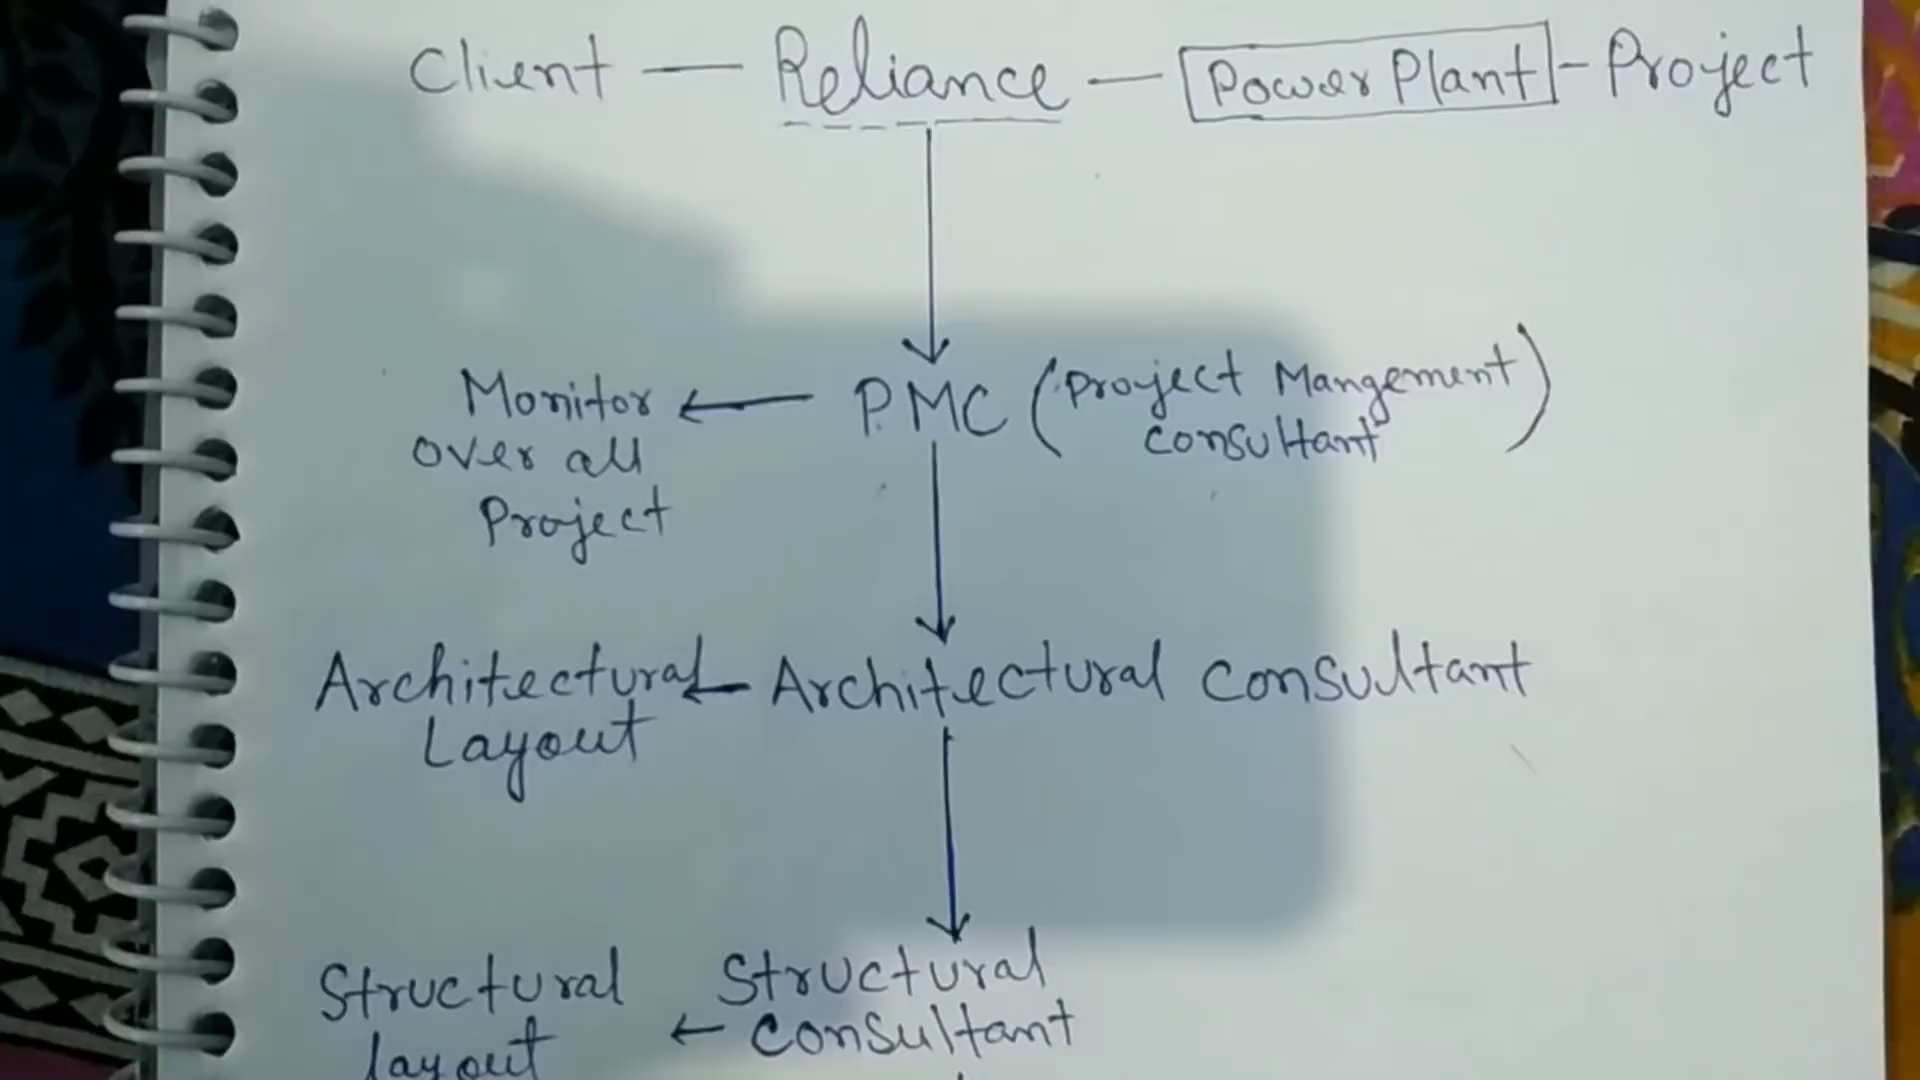 Client — Reliance — Power Plant - Project
Monitor ← P.MC (Project Mangement
over all consultant)
Project
Architectural ← Architectural consultant
Layout
Structural Structural
layout ← consultant